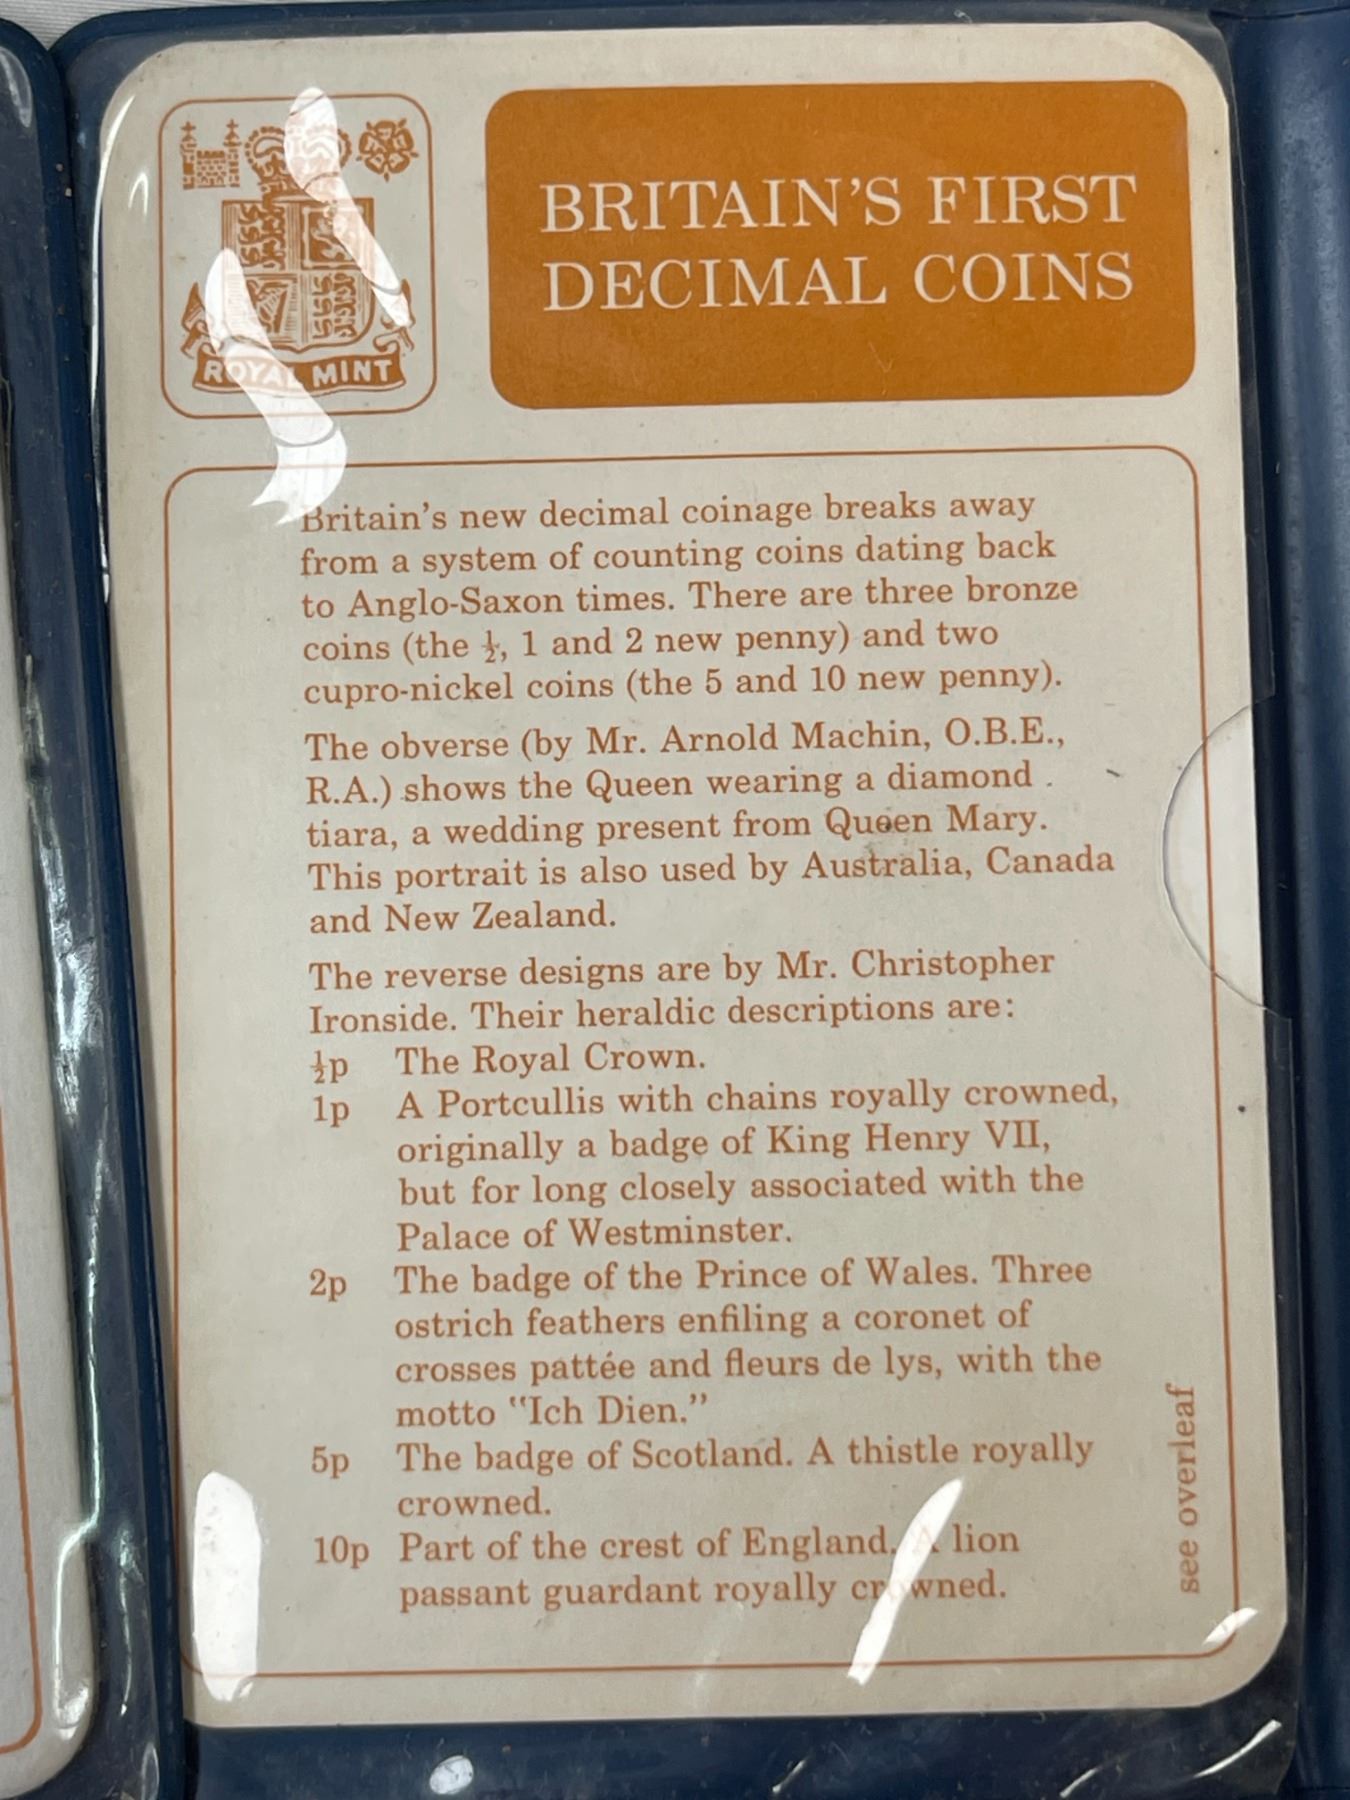 ROYAL MINT
BRITAIN'S FIRST
DECIMAL COINS
Britain's new decimal coinage breaks away
from a system of counting coins dating back
to Anglo-Saxon times. There are three bronze
coins (the ½, 1 and 2 new penny) and two
cupro-nickel coins (the 5 and 10 new penny).
The obverse (by Mr. Arnold Machin, O.B.E.,
R.A.) shows the Queen wearing a diamond
tiara, a wedding present from Queen Mary.
This portrait is also used by Australia, Canada
and New Zealand.
The reverse designs are by Mr. Christopher
Ironside. Their heraldic descriptions are:
½p The Royal Crown.
1p A Portcullis with chains royally crowned,
originally a badge of King Henry VII,
but for long closely associated with the
Palace of Westminster.
2p The badge of the Prince of Wales. Three
ostrich feathers enfiling a coronet of
crosses pattée and fleurs de lys, with the
motto "Ich Dien."
5p The badge of Scotland. A thistle royally
crowned.
10p Part of the crest of England. A lion
passant guardant royally crowned.
see overleaf